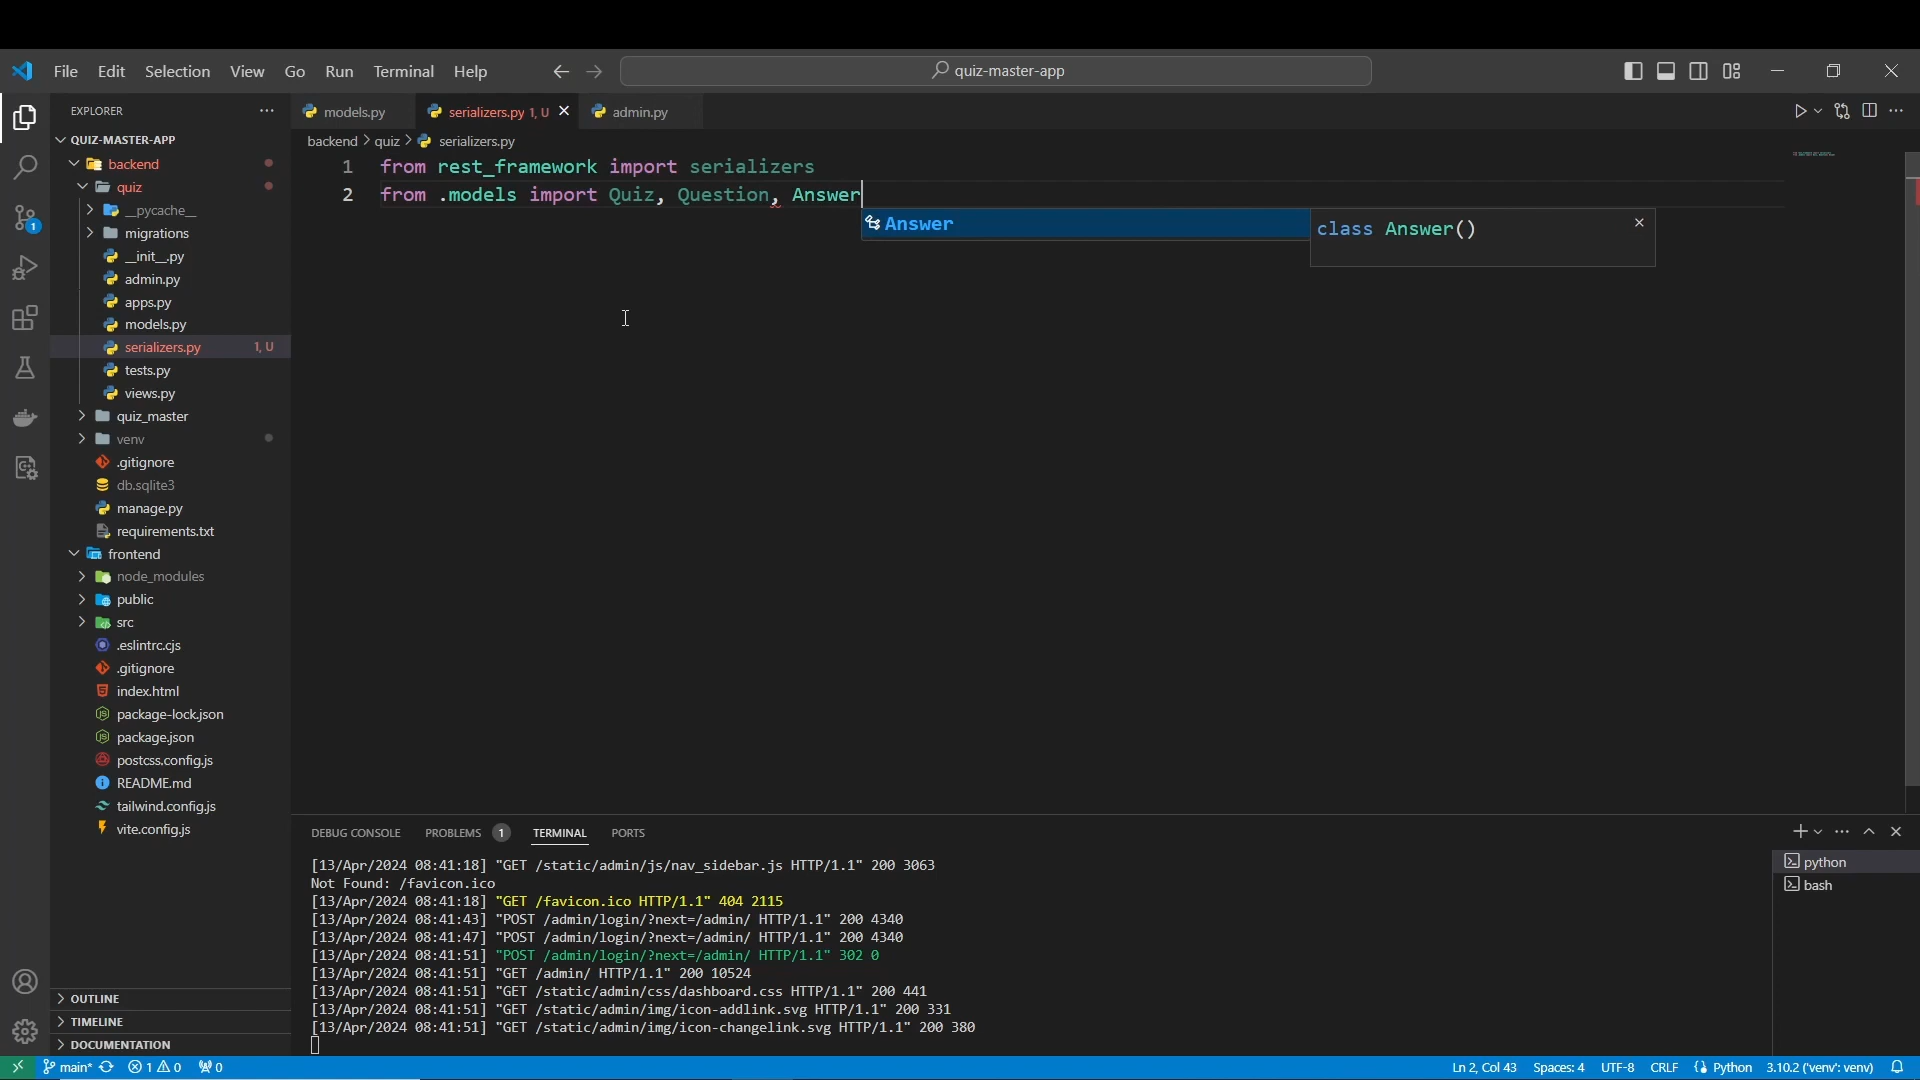 File Edit Selection View Go Run Terminal Help
quiz-master-app
EXPLORER
models.py
serializers.py 1, U
admin.py
QUIZ-MASTER-APP
backend
quiz
__pycache__
migrations
__init__.py
admin.py
apps.py
models.py
serializers.py 1, U
tests.py
views.py
quiz_master
venv
.gitignore
db.sqlite3
manage.py
requirements.txt
frontend
node_modules
public
src
.eslintrc.cjs
.gitignore
index.html
package-lock.json
package.json
postcss.config.js
README.md
tailwind.config.js
vite.config.js
OUTLINE
TIMELINE
DOCUMENTATION
backend > quiz > serializers.py
1 from rest_framework import serializers
2 from .models import Quiz, Question, Answer
Answer
class Answer()
DEBUG CONSOLE PROBLEMS 1 TERMINAL PORTS
[13/Apr/2024 08:41:18] "GET /static/admin/js/nav_sidebar.js HTTP/1.1" 200 3063
Not Found: /favicon.ico
[13/Apr/2024 08:41:18] "GET /favicon.ico HTTP/1.1" 404 2115
[13/Apr/2024 08:41:43] "POST /admin/login/?next=/admin/ HTTP/1.1" 200 4340
[13/Apr/2024 08:41:47] "POST /admin/login/?next=/admin/ HTTP/1.1" 200 4340
[13/Apr/2024 08:41:51] "POST /admin/login/?next=/admin/ HTTP/1.1" 302 0
[13/Apr/2024 08:41:51] "GET /admin/ HTTP/1.1" 200 10524
[13/Apr/2024 08:41:51] "GET /static/admin/css/dashboard.css HTTP/1.1" 200 441
[13/Apr/2024 08:41:51] "GET /static/admin/img/icon-addlink.svg HTTP/1.1" 200 331
[13/Apr/2024 08:41:51] "GET /static/admin/img/icon-changelink.svg HTTP/1.1" 200 380
python
bash
1
main* 1 0 0
Ln 2, Col 43 Spaces: 4 UTF-8 CRLF Python 3.10.2 ('venv': venv)